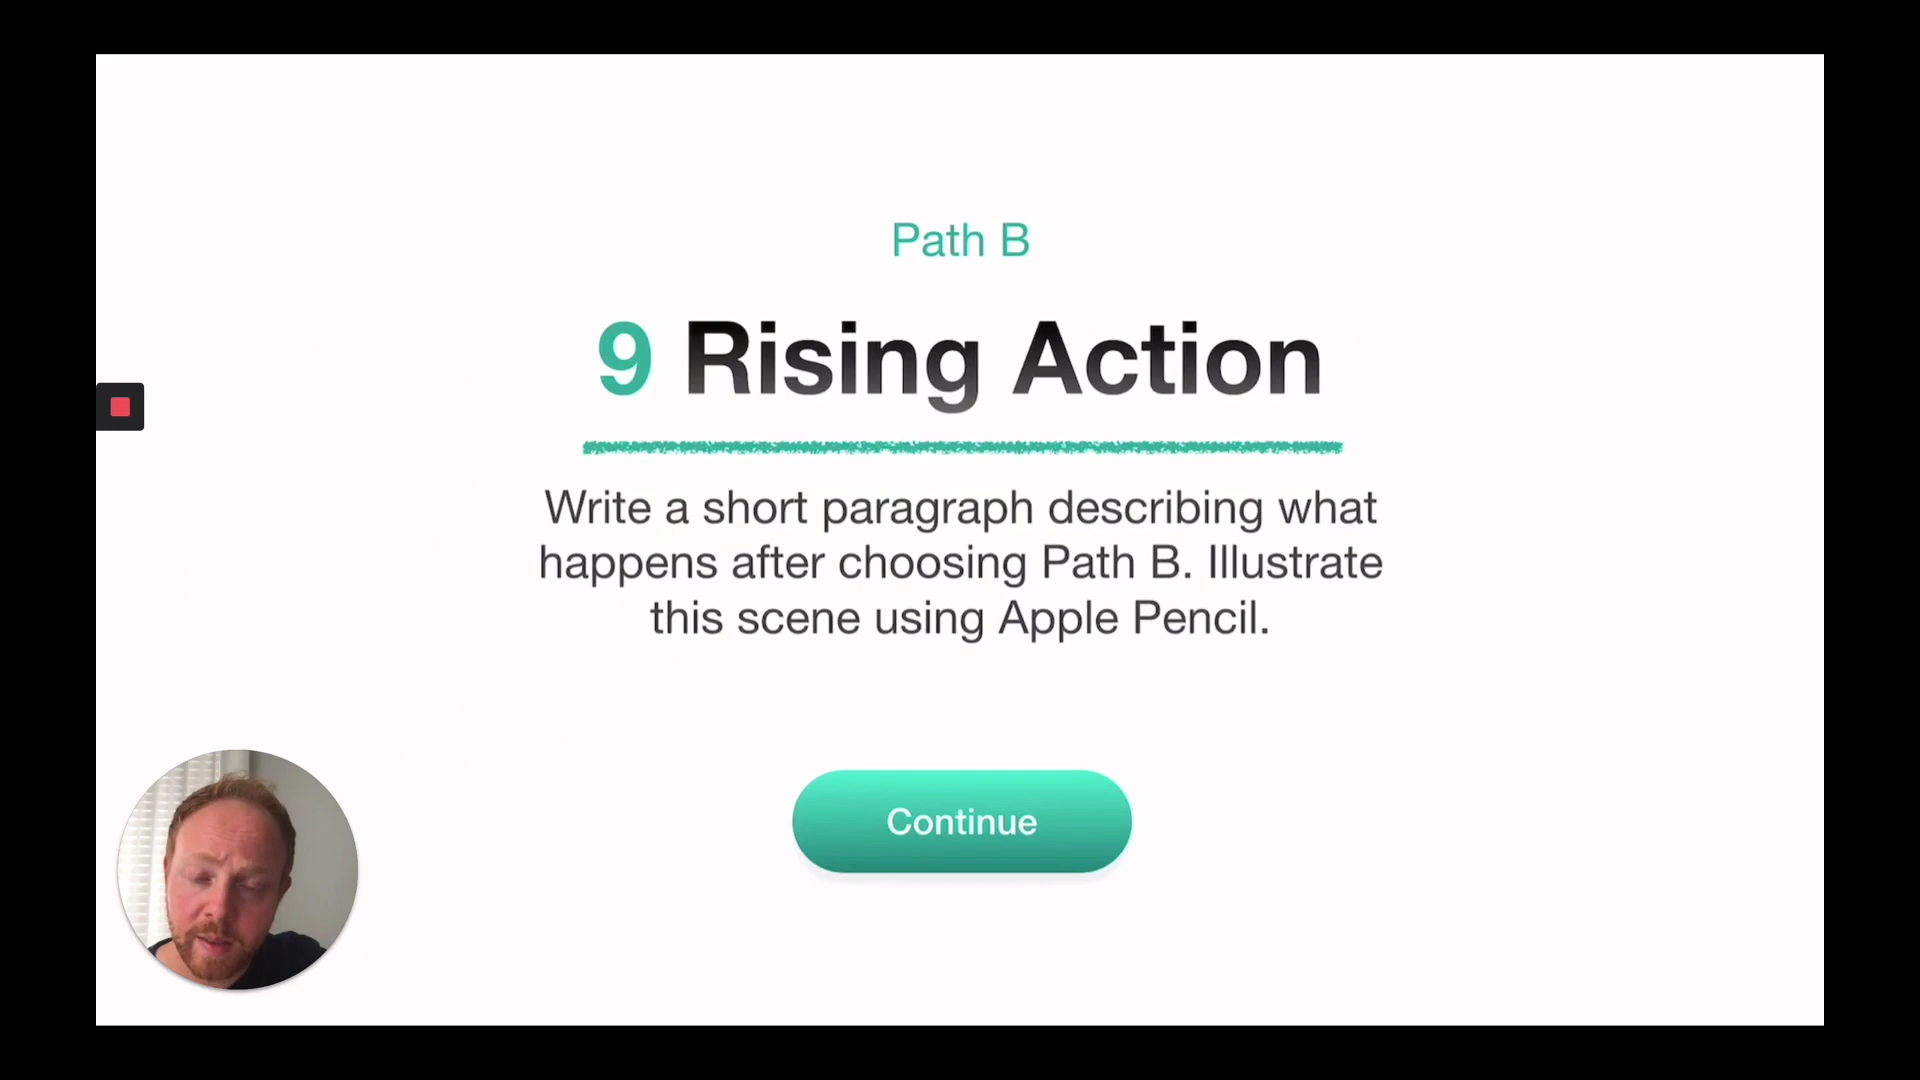 Path B
9 Rising Action
Write a short paragraph describing what
happens after choosing Path B. Illustrate
this scene using Apple Pencil.
Continue